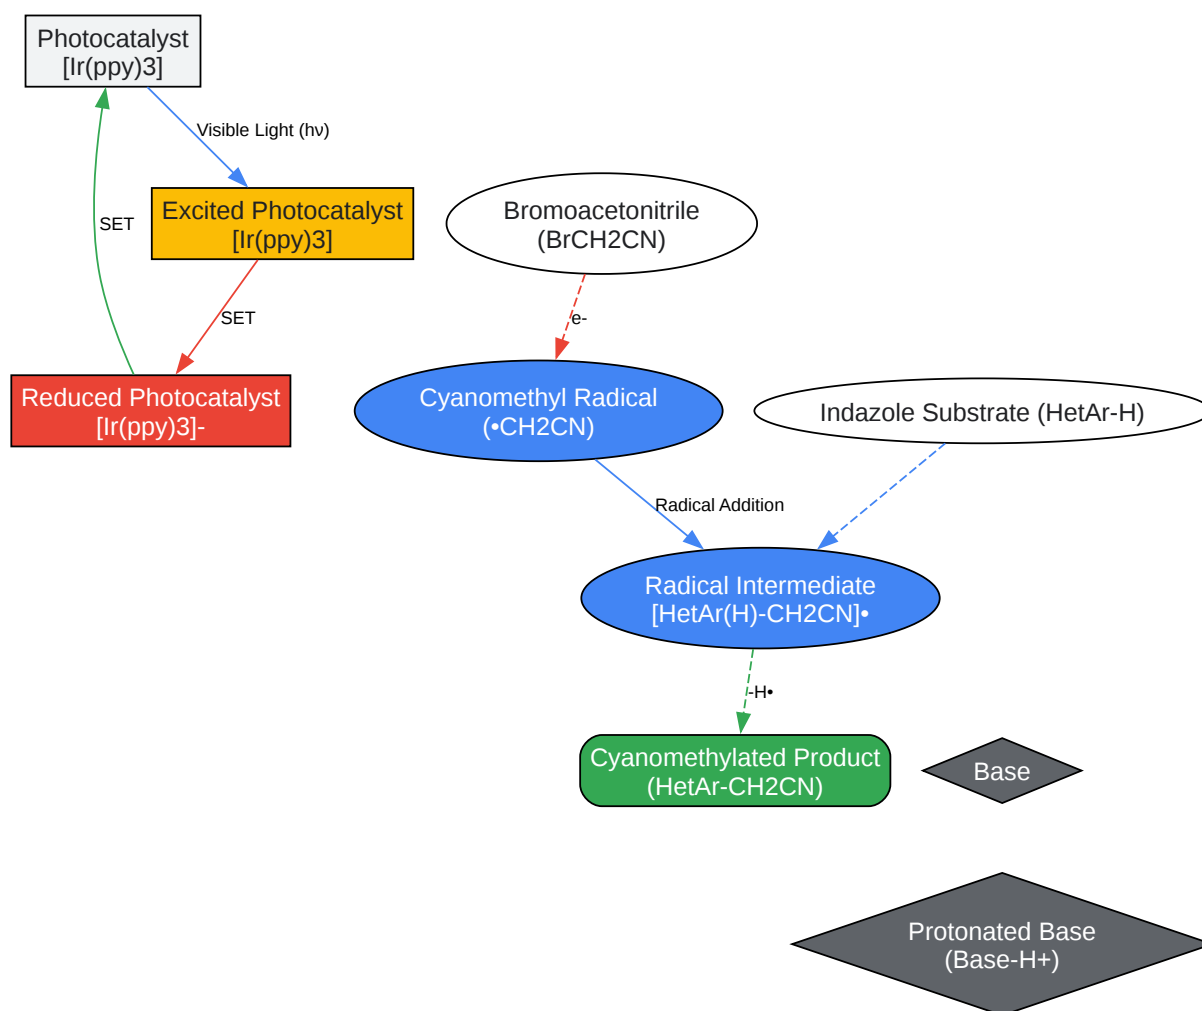 Photocatalyst
[Ir(ppy)3]
Visible Light (hν)
SET
Excited Photocatalyst
[Ir(ppy)3]
Bromoacetonitrile
(BrCH2CN)
SET
e-
Reduced Photocatalyst
[Ir(ppy)3]-
Cyanomethyl Radical
(•CH2CN)
Indazole Substrate (HetAr-H)
Radical Addition
Radical Intermediate
[HetAr(H)-CH2CN]•
-H•
Cyanomethylated Product
(HetAr-CH2CN)
Base
Protonated Base
(Base-H+)